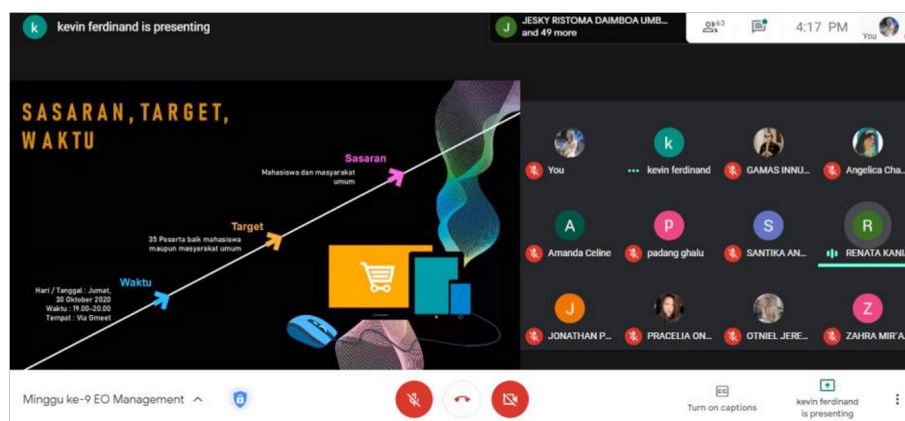 k
kevin ferdinand is presenting
J
JESKY RISTOMA DAIMBOA UMB...
and 49 more
63
4:17 PM
You
SASARAN, TARGET,
WAKTU
Sasaran
Mahasiswa dan masyarakat
umum
Target
35 Peserta baik mahasiswa
maupun masyarakat umum
Waktu
Hari / Tanggal : Jumat,
30 Oktober 2020
Waktu : 19.00-20.00
Tempat : Via Gmeet
k
You
kevin ferdinand
GAMAS INNU...
Angelica Cha...
A
p
S
R
Amanda Celine
padang ghalu
SANTIKA AN...
RENATA KANI
J
Z
JONATHAN P...
PRACELIA ON...
OTNIEL JERE...
ZAHRA MIR'A
Minggu ke-9 EO Management
CC
Turn on captions
kevin ferdinand
is presenting